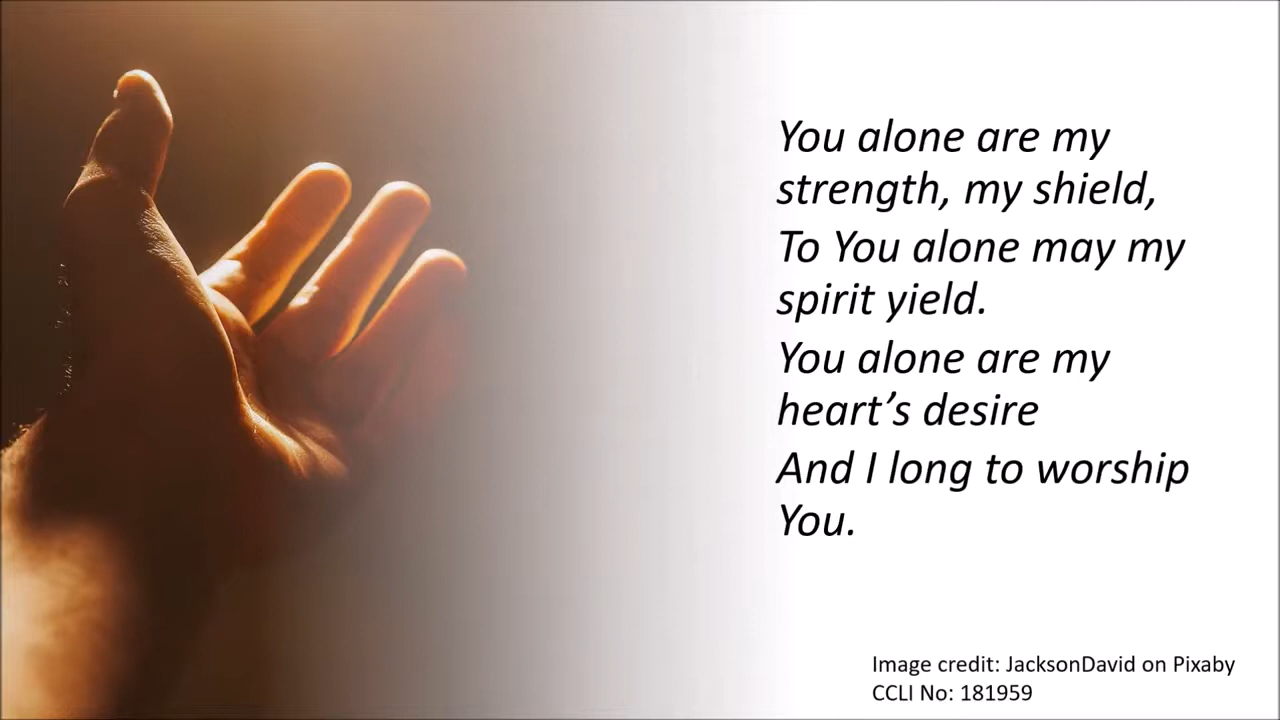 You alone are my
strength, my shield,
To You alone may my
spirit yield.
You alone are my
heart’s desire
And I long to worship
You.
Image credit: JacksonDavid on Pixaby
CCLI No: 181959